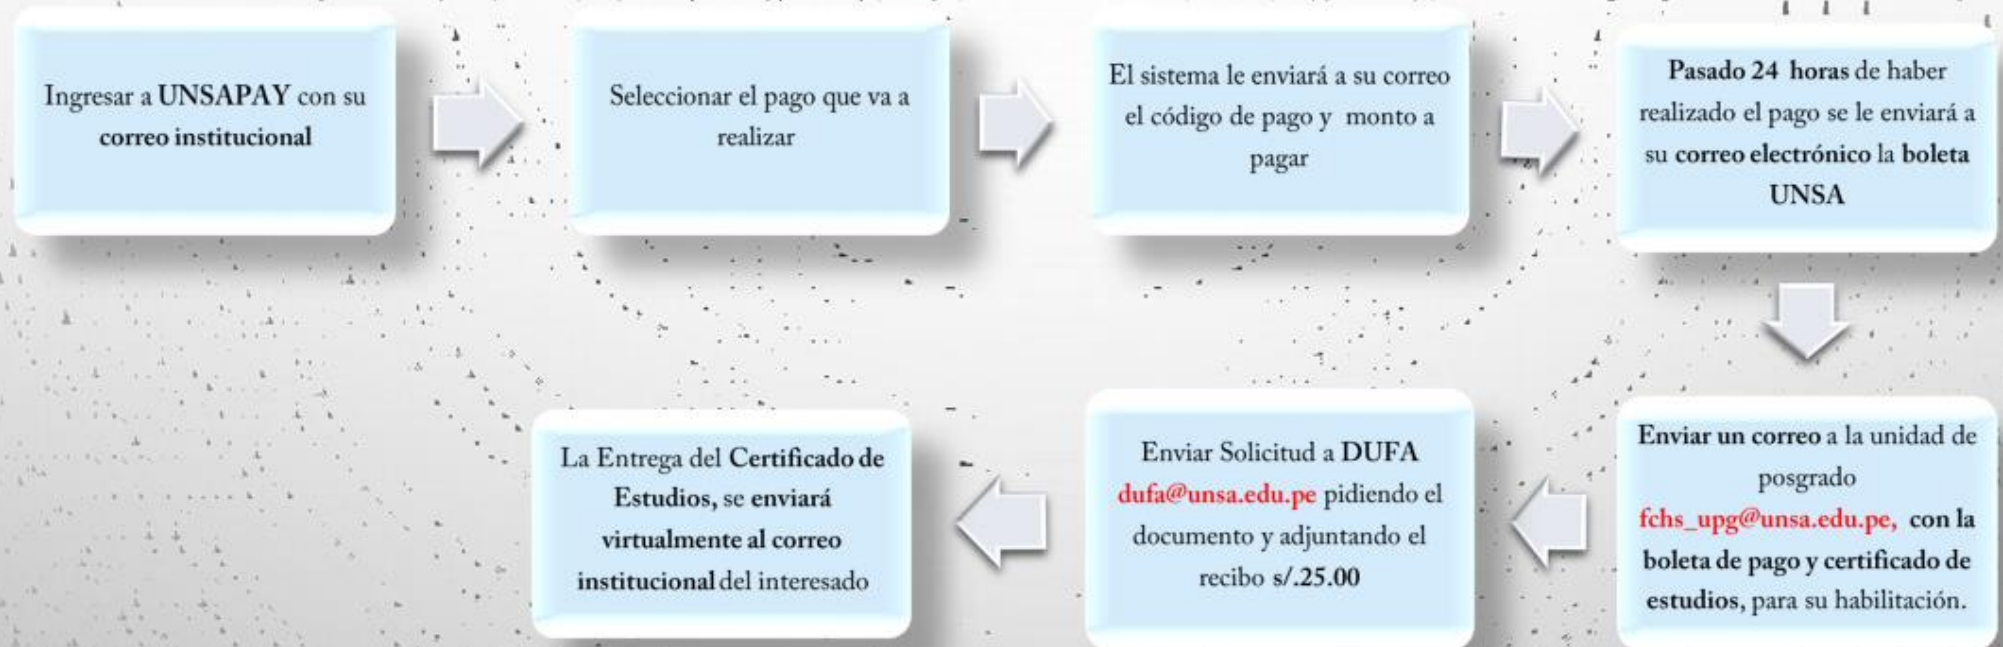 Ingresar a UNSAPAY con su
correo institucional
Seleccionar el pago que va a
realizar
El sistema le enviará a su correo
el código de pago y monto a
pagar
Pasado 24 horas de haber
realizado el pago se le enviará a
su correo electrónico la boleta
UNSA
Enviar un correo a la unidad de
posgrado
fchs_upg@unsa.edu.pe, con la
boleta de pago y certificado de
estudios, para su habilitación.
Enviar Solicitud a DUFA
dufa@unsa.edu.pe pidiendo el
documento y adjuntando el
recibo s/.25.00
La Entrega del Certificado de
Estudios, se enviará
virtualmente al correo
institucional del interesado